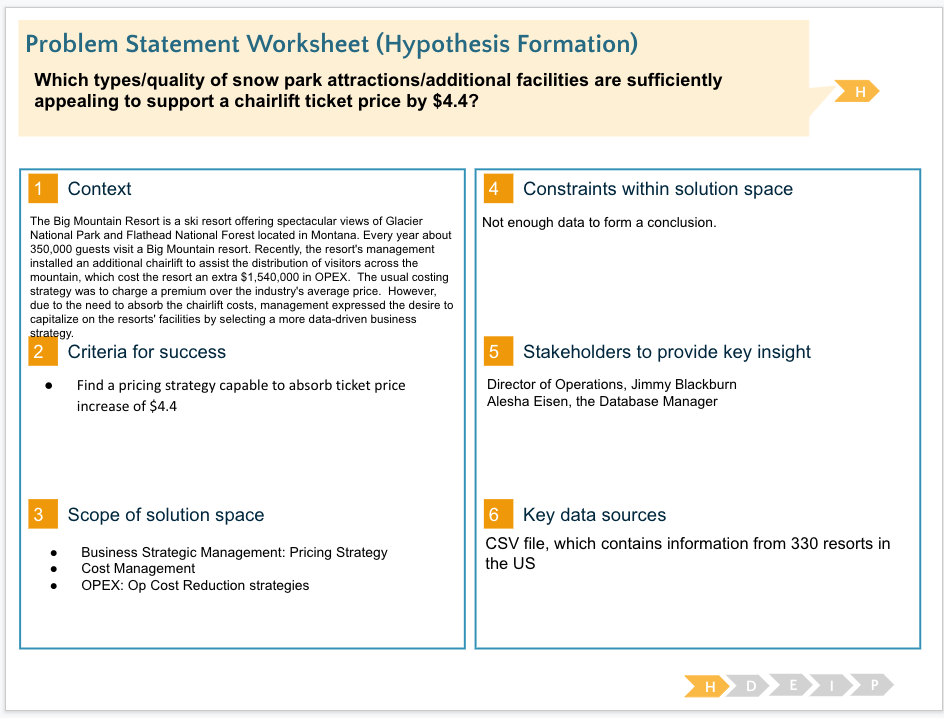 Problem Statement Worksheet (Hypothesis Formation)
Which types/quality of snow park attractions/additional facilities are sufficiently
appealing to support a chairlift ticket price by $4.4?
H
1 Context
The Big Mountain Resort is a ski resort offering spectacular views of Glacier
National Park and Flathead National Forest located in Montana. Every year about
350,000 guests visit a Big Mountain resort. Recently, the resort's management
installed an additional chairlift to assist the distribution of visitors across the
mountain, which cost the resort an extra $1,540,000 in OPEX. The usual costing
strategy was to charge a premium over the industry's average price. However,
due to the need to absorb the chairlift costs, management expressed the desire to
capitalize on the resorts' facilities by selecting a more data-driven business
strategy.
2 Criteria for success
● Find a pricing strategy capable to absorb ticket price
increase of $4.4
3 Scope of solution space
● Business Strategic Management: Pricing Strategy
● Cost Management
● OPEX: Op Cost Reduction strategies
4 Constraints within solution space
Not enough data to form a conclusion.
5 Stakeholders to provide key insight
Director of Operations, Jimmy Blackburn
Alesha Eisen, the Database Manager
6 Key data sources
CSV file, which contains information from 330 resorts in
the US
H D E I P